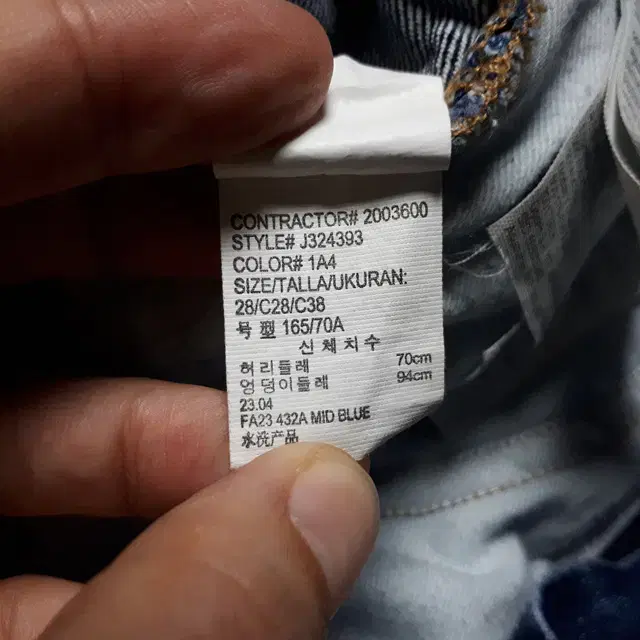 CONTRACTOR# 2003600
STYLE# J324393
COLOR# 1A4
SIZE/TALLA/UKURAN:
28/C28/C38
号型 165/70A
신체치수
허리둘레 70cm
엉덩이둘레 94cm
23.04
FA23 432A MID BLUE
水洗产品